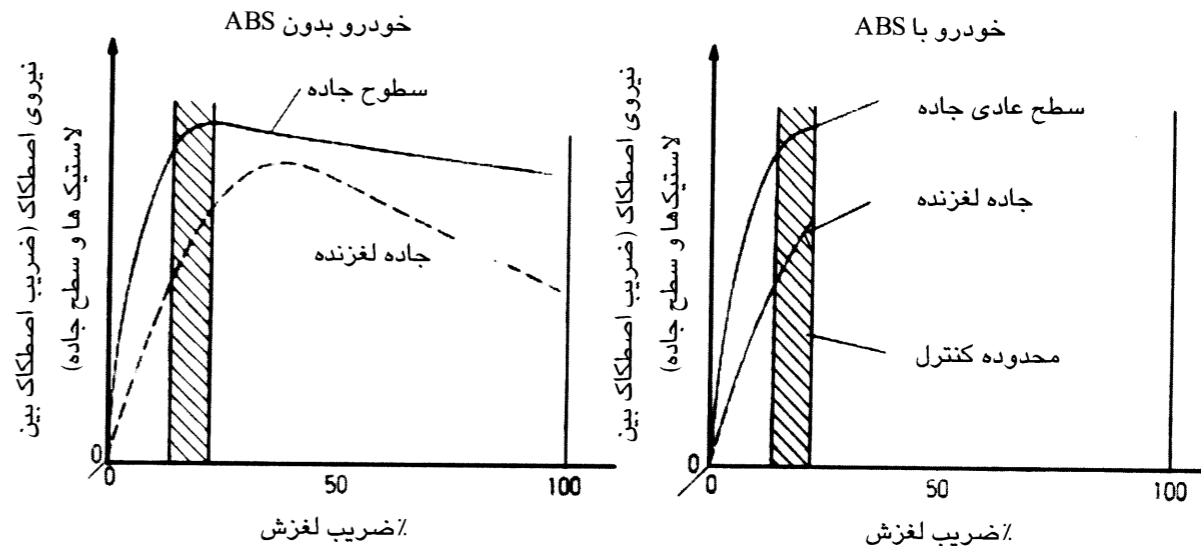 خودرو بدون ABS
نیروی اصطکاک (ضریب اصطکاک بین
لاستیک ها و سطح جاده)
سطوح جاده
جاده لغزنده
0
0
50
100
٪ضریب لغزش
خودرو با ABS
نیروی اصطکاک (ضریب اصطکاک بین
لاستیک‌ها و سطح جاده)
سطح عادی جاده
جاده لغزنده
محدوده کنترل
0
0
50
100
٪ضریب لغزش